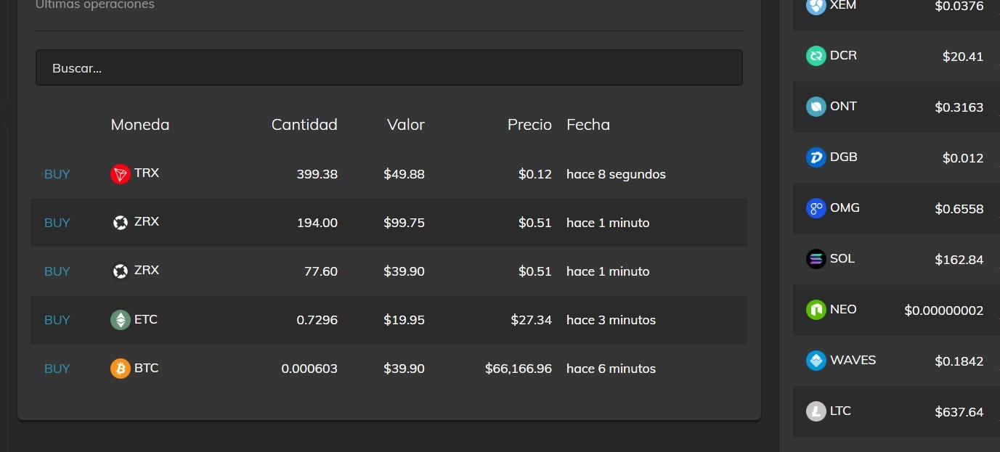 Últimas operaciones
Buscar...
Moneda Cantidad Valor Precio Fecha
BUY TRX 399.38 $49.88 $0.12 hace 8 segundos
BUY ZRX 194.00 $99.75 $0.51 hace 1 minuto
BUY ZRX 77.60 $39.90 $0.51 hace 1 minuto
BUY ETC 0.7296 $19.95 $27.34 hace 3 minutos
BUY BTC 0.000603 $39.90 $66,166.96 hace 6 minutos
XEM $0.0376
DCR $20.41
ONT $0.3163
DGB $0.012
OMG $0.6558
SOL $162.84
NEO $0.00000002
WAVES $0.1842
LTC $637.64